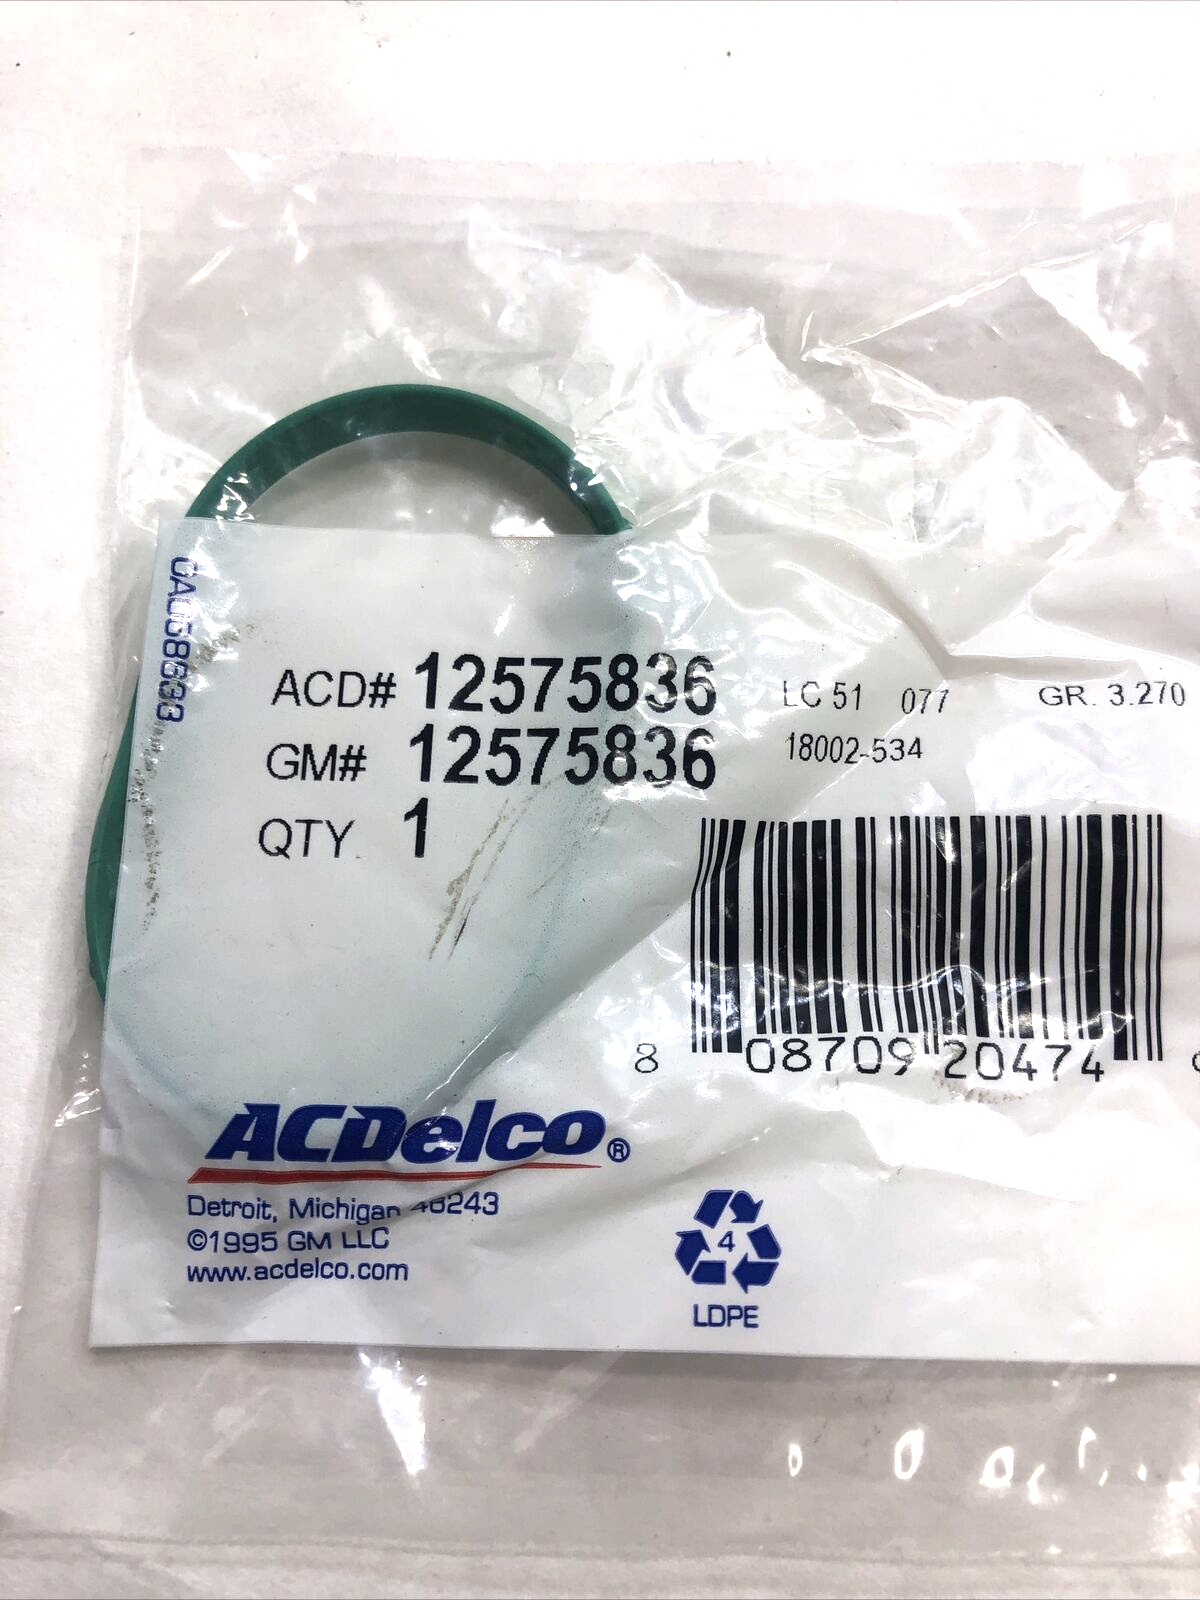 ACD# 12575836
GM# 12575836
QTY. 1
LC 51 077 GR. 3.270
18002-534
8 08709 20474
ACDelco®
Detroit, Michigan 48243
©1995 GM LLC
www.acdelco.com
4
LDPE